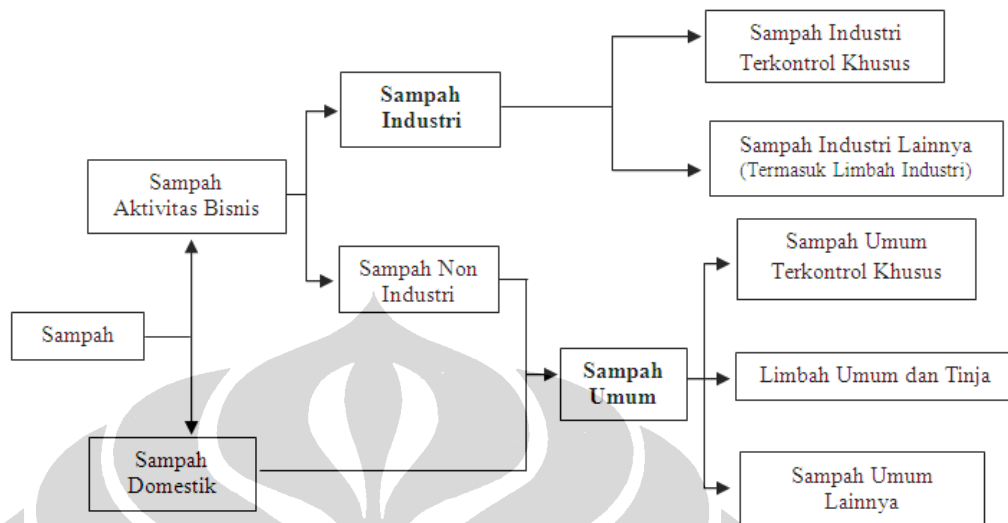 Sampah Industri
Terkontrol Khusus
Sampah
Industri
Sampah Industri Lainnya
(Termasuk Limbah Industri)
Sampah
Aktivitas Bisnis
Sampah Umum
Terkontrol Khusus
Sampah Non
Industri
Sampah
Sampah
Umum
Limbah Umum dan Tinja
Sampah
Domestik
Sampah Umum
Lainnya